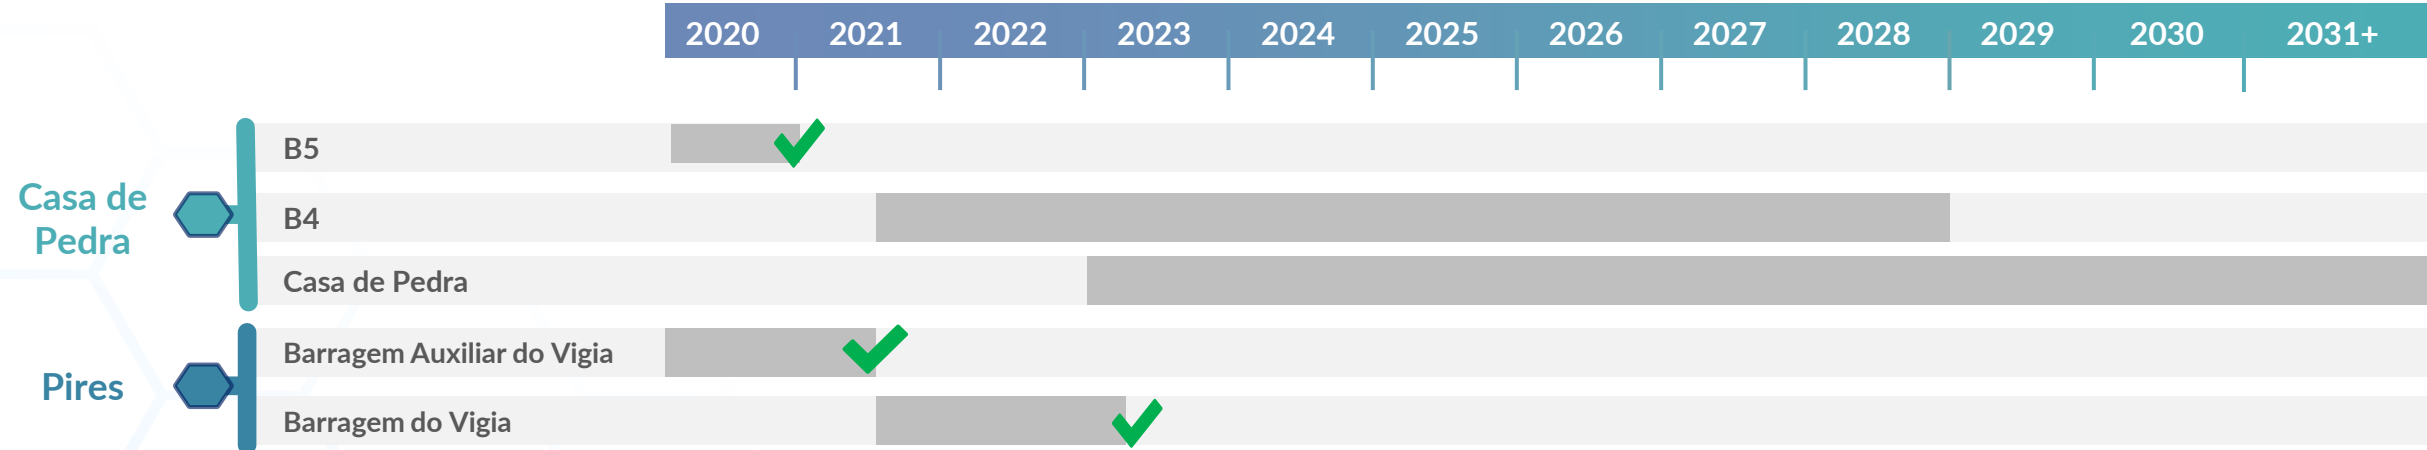 2020 2021 2022 2023 2024 2025 2026 2027 2028 2029 2030 2031+
Casa de
Pedra
B5
B4
Casa de Pedra
Pires
Barragem Auxiliar do Vigia
Barragem do Vigia